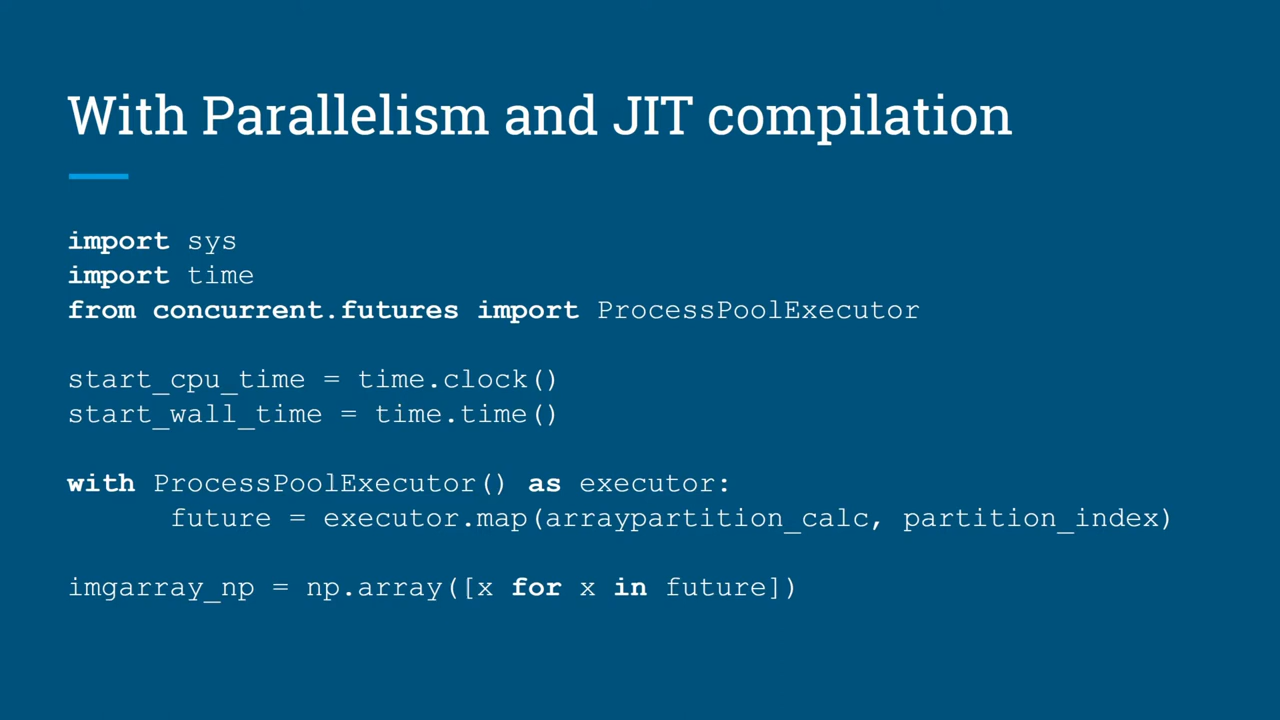 With Parallelism and JIT compilation
import sys
import time
from concurrent.futures import ProcessPoolExecutor
start_cpu_time = time.clock()
start_wall_time = time.time()
with ProcessPoolExecutor() as executor:
future = executor.map(arraypartition_calc, partition_index)
imgarray_np = np.array([x for x in future])